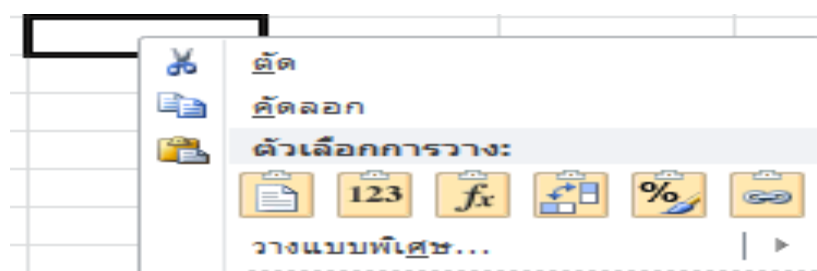 ตัด
คัดลอก
ตัวเลือกการวาง:
123 fx %
วางแบบพิเศษ...